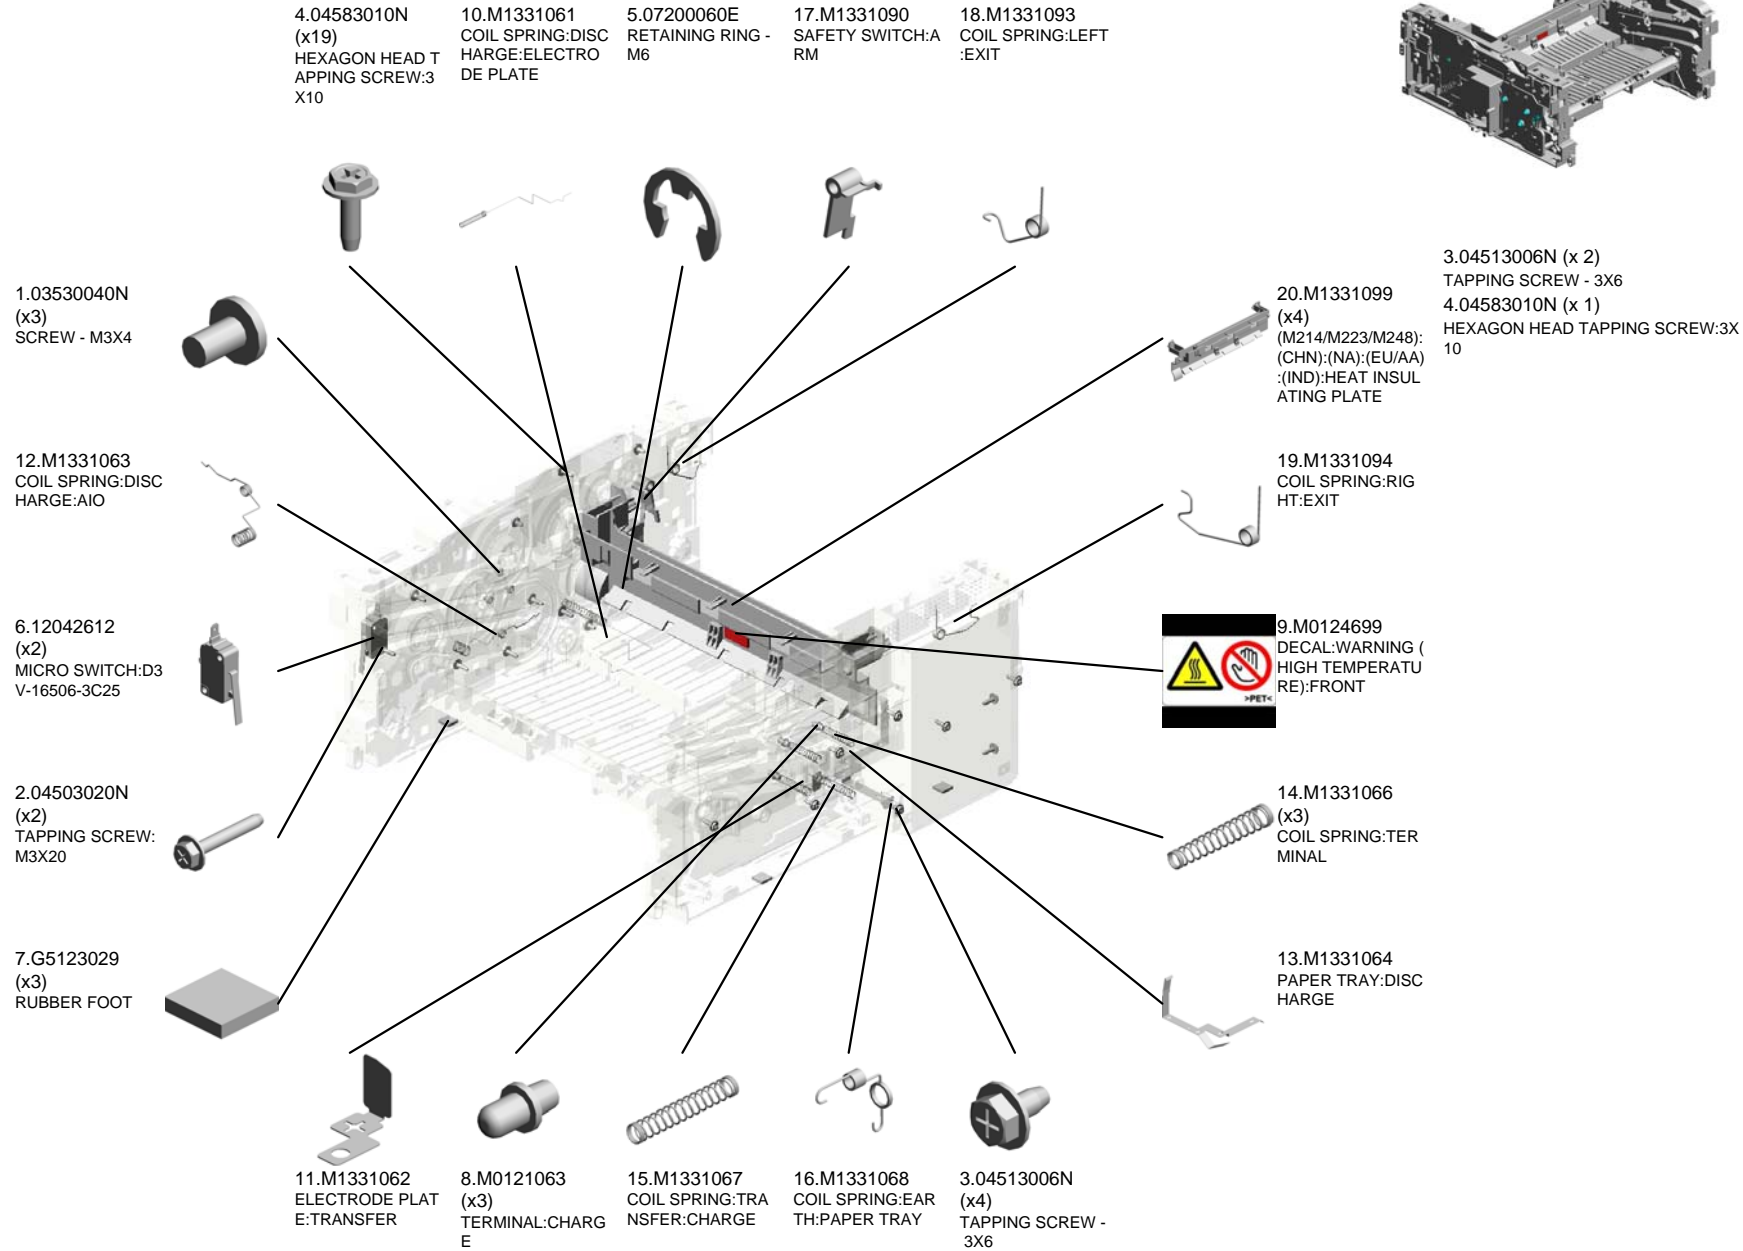 4.04583010N
(x19)
HEXAGON HEAD T
APPING SCREW:3
X10
10.M1331061
COIL SPRING:DISC
HARGE:ELECTRO
DE PLATE
5.07200060E
RETAINING RING -
M6
17.M1331090
SAFETY SWITCH:A
RM
18.M1331093
COIL SPRING:LEFT
:EXIT
3.04513006N (x 2)
TAPPING SCREW - 3X6
4.04583010N (x 1)
HEXAGON HEAD TAPPING SCREW:3X
10
1.03530040N
(x3)
SCREW - M3X4
20.M1331099
(x4)
(M214/M223/M248):
(CHN):(NA):(EU/AA)
:(IND):HEAT INSUL
ATING PLATE
12.M1331063
COIL SPRING:DISC
HARGE:AIO
19.M1331094
COIL SPRING:RIG
HT:EXIT
6.12042612
(x2)
MICRO SWITCH:D3
V-16506-3C25
9.M0124699
DECAL:WARNING (
HIGH TEMPERATU
RE):FRONT
>PET<
2.04503020N
(x2)
TAPPING SCREW:
M3X20
14.M1331066
(x3)
COIL SPRING:TER
MINAL
7.G5123029
(x3)
RUBBER FOOT
13.M1331064
PAPER TRAY:DISC
HARGE
11.M1331062
ELECTRODE PLAT
E:TRANSFER
8.M0121063
(x3)
TERMINAL:CHARG
E
15.M1331067
COIL SPRING:TRA
NSFER:CHARGE
16.M1331068
COIL SPRING:EAR
TH:PAPER TRAY
3.04513006N
(x4)
TAPPING SCREW -
3X6